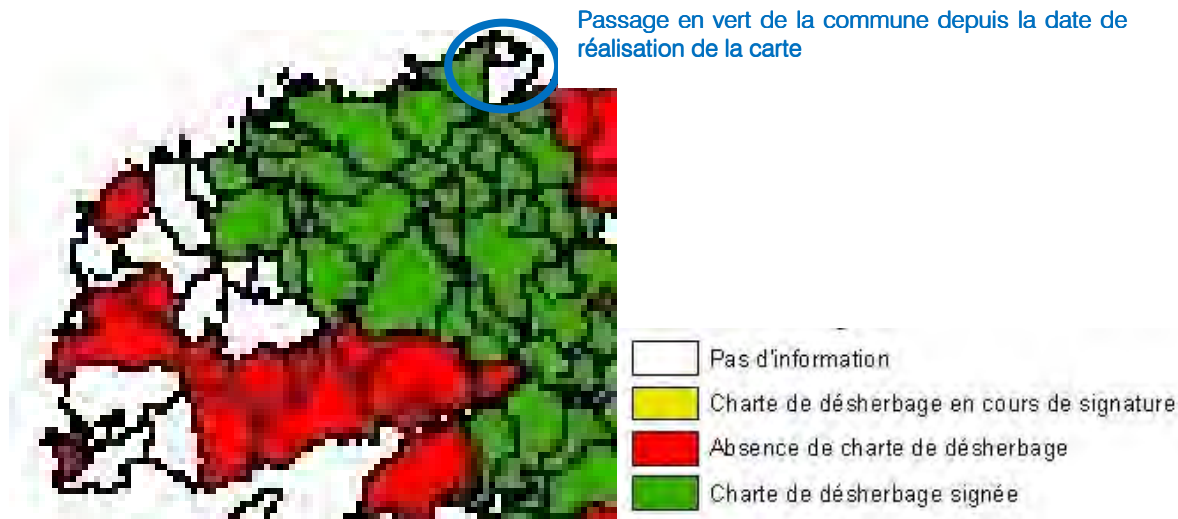 Passage en vert de la commune depuis la date de
réalisation de la carte
Pas d'information
Charte de désherbage en cours de signature
Absence de charte de désherbage
Charte de désherbage signée